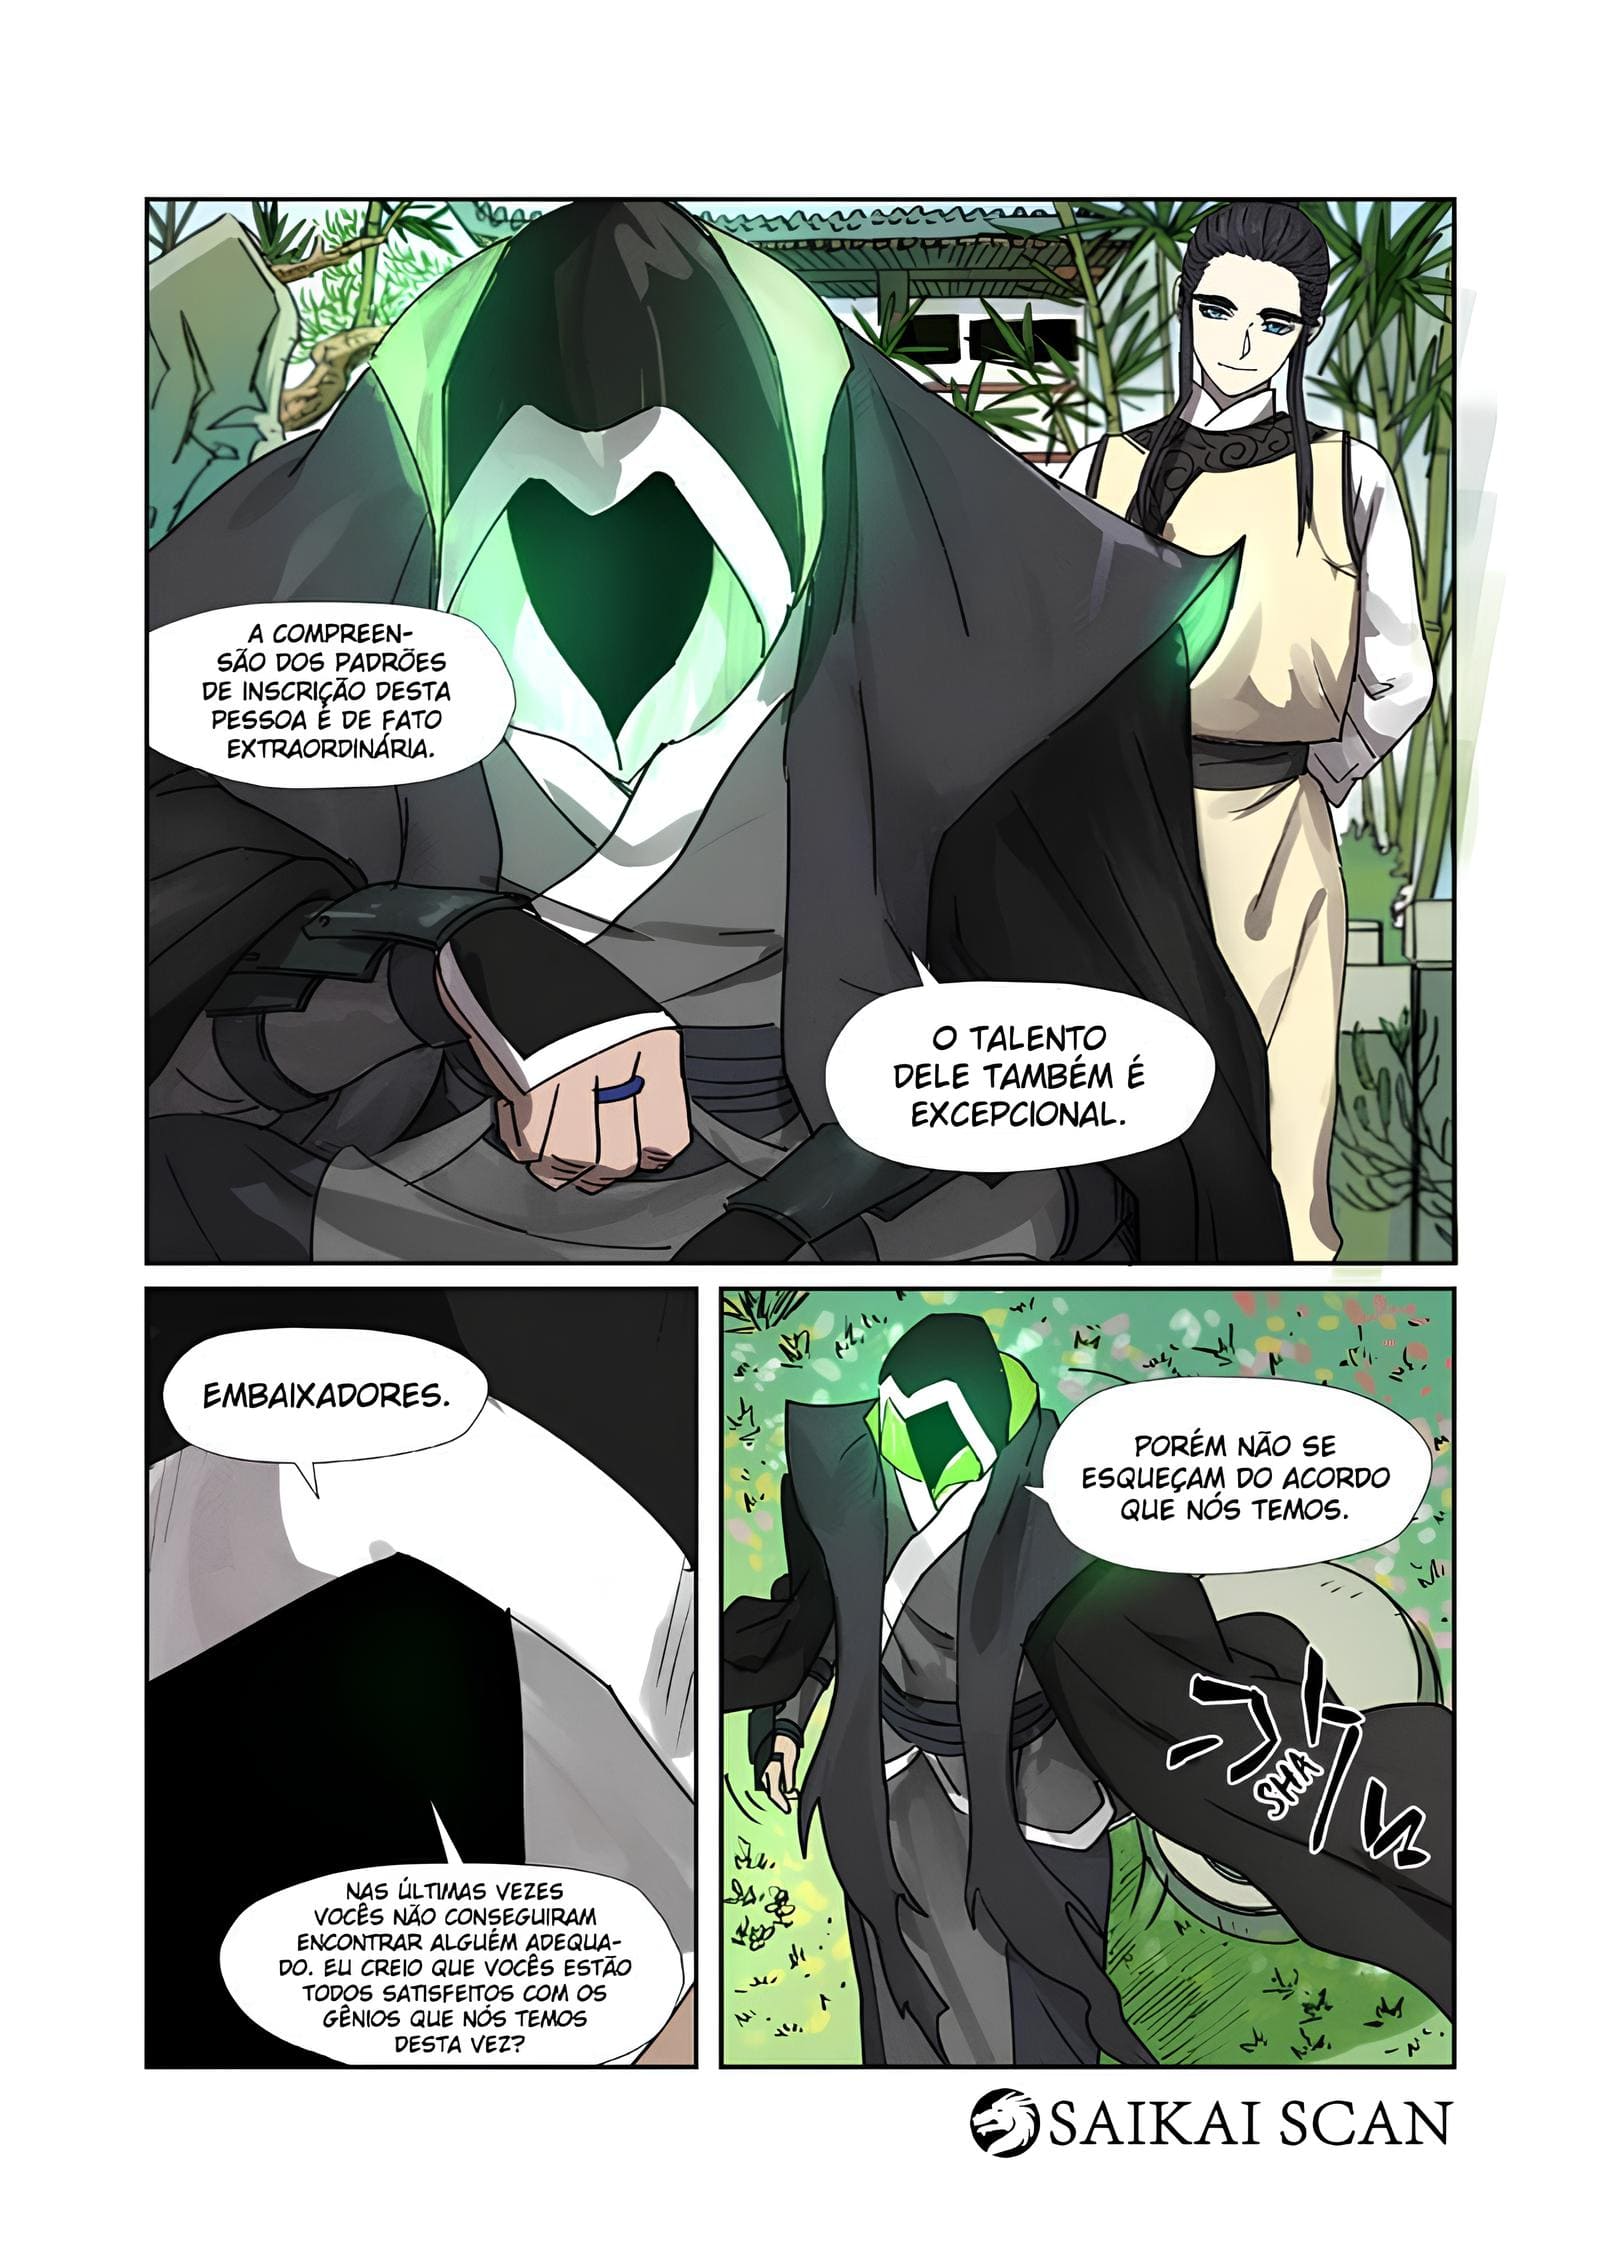 A COMPREEN-
SÃO DOS PADRÕES
DE INSCRIÇÃO DESTA
PESSOA É DE FATO
EXTRAORDINÁRIA.
O TALENTO
DELE TAMBÉM É
EXCEPCIONAL.
EMBAIXADORES.
NAS ÚLTIMAS VEZES
VOCÊS NÃO CONSEGUIRAM
ENCONTRAR ALGUÉM ADEQUA-
DO. EU CREIO QUE VOCÊS ESTÃO
TODOS SATISFEITOS COM OS
GÊNIOS QUE NÓS TEMOS
DESTA VEZ?
PORÉM NÃO SE
ESQUEÇAM DO ACORDO
QUE NÓS TEMOS.
SHA
SAIKAI SCAN